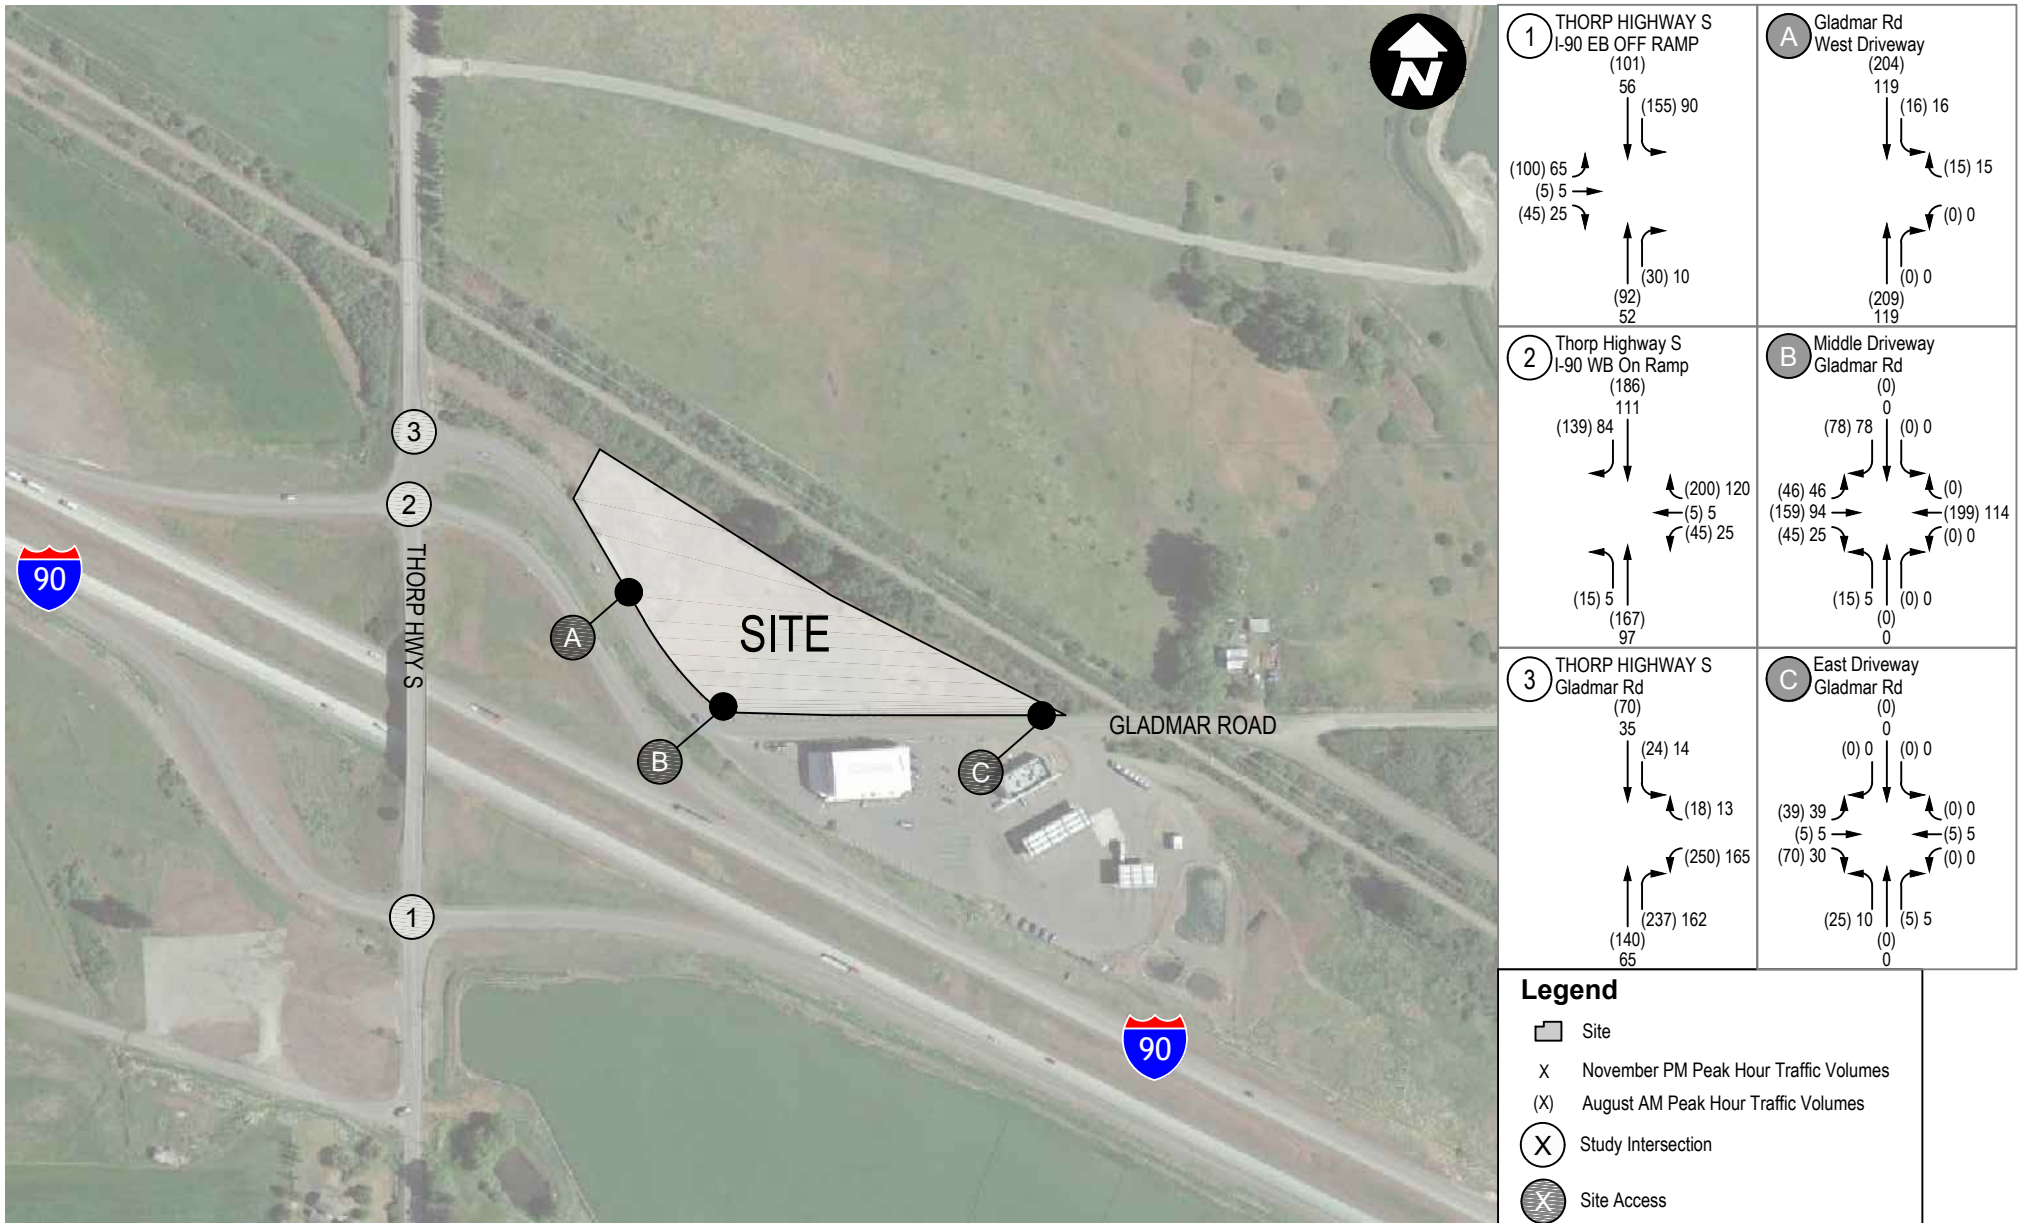 N
3
2
THORP HWY S
90
A
SITE
B
C
GLADMAR ROAD
1
90
1
THORP HIGHWAY S
I-90 EB OFF RAMP
(101)
56
(155) 90
(100) 65
(5) 5
(45) 25
(30) 10
(92)
52
A
Gladmar Rd
West Driveway
(204)
119
(16) 16
(15) 15
(0) 0
(0) 0
(209)
119
2
Thorp Highway S
I-90 WB On Ramp
(186)
111
(139) 84
(200) 120
(5) 5
(45) 25
(15) 5
(167)
97
B
Middle Driveway
Gladmar Rd
(0)
0
(78) 78
(0) 0
(46) 46
(0)
(159) 94
(199) 114
(45) 25
(0) 0
(15) 5
(0) 0
(0)
0
3
THORP HIGHWAY S
Gladmar Rd
(70)
35
(24) 14
(18) 13
(250) 165
(237) 162
(140)
65
C
East Driveway
Gladmar Rd
(0)
0
(0) 0
(0) 0
(39) 39
(0) 0
(5) 5
(5) 5
(70) 30
(0) 0
(25) 10
(5) 5
(0)
0
Legend
Site
X November PM Peak Hour Traffic Volumes
(X) August AM Peak Hour Traffic Volumes
X Study Intersection
X Site Access